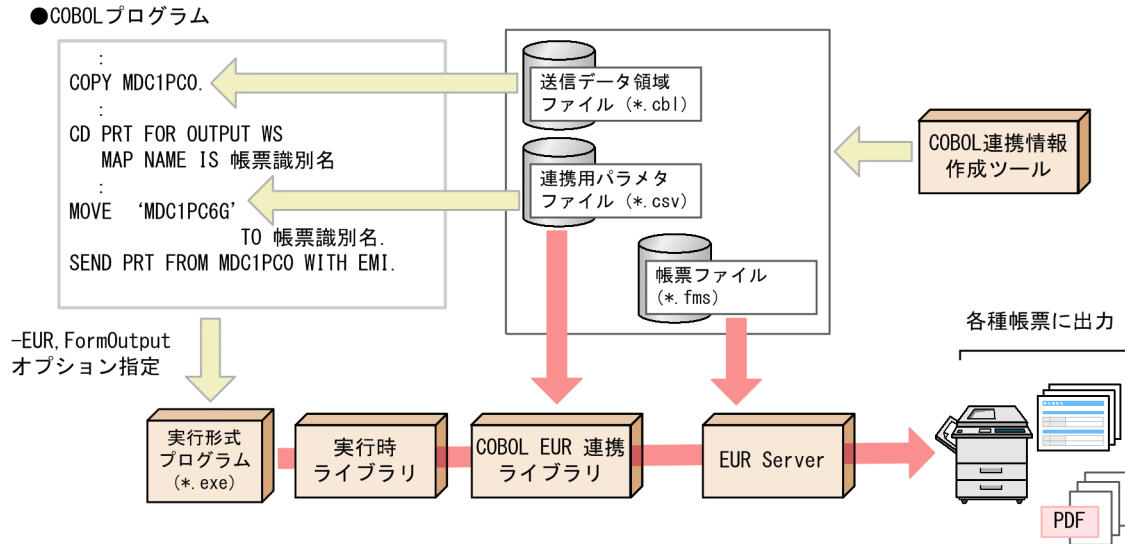 ●COBOLプログラム
:
COPY MDC1PC0.
:
CD PRT FOR OUTPUT WS
MAP NAME IS 帳票識別名
:
MOVE ‘MDC1PC6G’
TO 帳票識別名.
SEND PRT FROM MDC1PC0 WITH EMI.
送信データ領域
ファイル (*.cbl)
連携用パラメタ
ファイル (*.csv)
帳票ファイル
(*.fms)
COBOL連携情報
作成ツール
-EUR,FormOutput
オプション指定
各種帳票に出力
実行形式
プログラム
(*.exe)
実行時
ライブラリ
COBOL EUR 連携
ライブラリ
EUR Server
PDF